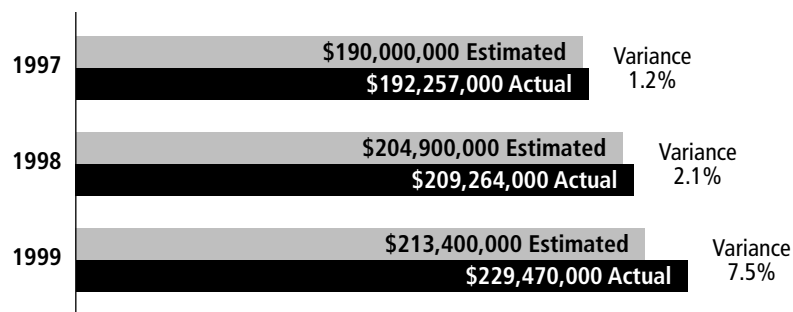 1997
$190,000,000 Estimated
$192,257,000 Actual
Variance
1.2%
1998
$204,900,000 Estimated
$209,264,000 Actual
Variance
2.1%
1999
$213,400,000 Estimated
$229,470,000 Actual
Variance
7.5%